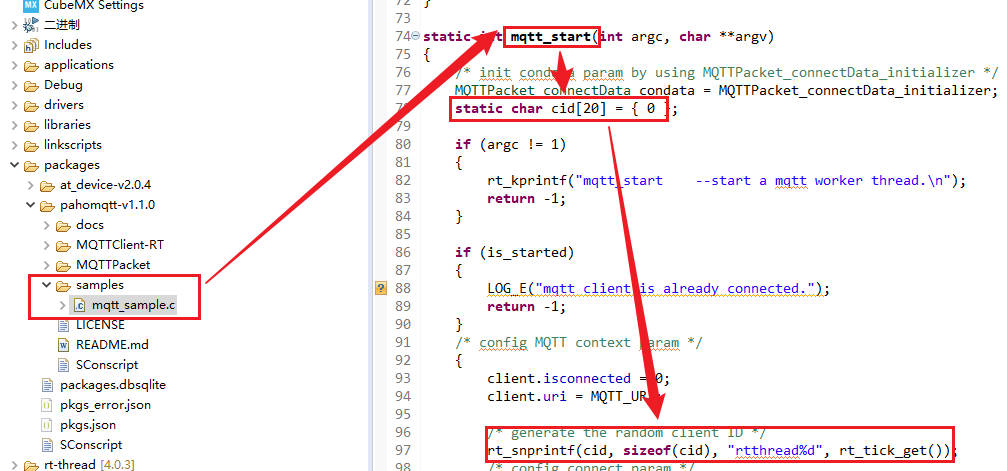 CubeMX Settings
二进制
Includes
applications
Debug
drivers
libraries
linkscripts
packages
at_device-v2.0.4
pahomqtt-v1.1.0
docs
MQTTClient-RT
MQTTPacket
samples
mqtt_sample.c
LICENSE
README.md
SConscript
packages.dbsqlite
pkgs_error.json
pkgs.json
SConscript
rt-thread [4.0.3]
72 }
73
74 static int mqtt_start(int argc, char **argv)
75 {
76 /* init condata param by using MQTTPacket_connectData_initializer */
77 MQTTPacket_connectData condata = MQTTPacket_connectData_initializer;
78 static char cid[20] = { 0 };
79
80 if (argc != 1)
81 {
82 rt_kprintf("mqtt_start    --start a mqtt worker thread.\n");
83 return -1;
84 }
85
86 if (is_started)
87 {
88 LOG_E("mqtt client is already connected.");
89 return -1;
90 }
91 /* config MQTT context param */
92 {
93 client.isconnected = 0;
94 client.uri = MQTT_UR
95
96 /* generate the random client ID */
97 rt_snprintf(cid, sizeof(cid), "rtthread%d", rt_tick_get());
98 /* config connect param */